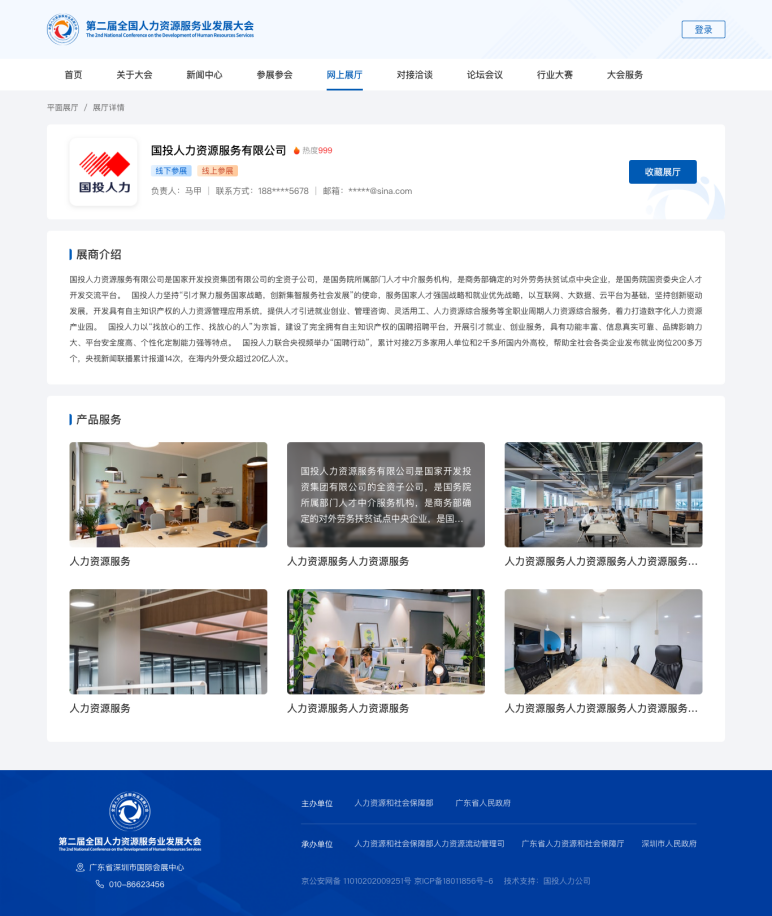 第二届全国人力资源服务业发展大会
The 2nd National Conference on the Development of Human Resources Services
登录
首页 关于大会 新闻中心 参展参会 网上展厅 对接洽谈 论坛会议 行业大赛 大会服务
平面展厅 / 展厅详情
国投人力
国投人力资源服务有限公司 热度999
线下参展 线上参展
负责人：马甲 | 联系方式：188****5678 | 邮箱：*****@sina.com
收藏展厅
展商介绍
国投人力资源服务有限公司是国家开发投资集团有限公司的全资子公司，是国务院所属部门人才中介服务机构，是商务部确定的对外劳务扶贫试点中央企业，是国务院国资委央企人才
开发交流平台。 国投人力坚持“引才聚力服务国家战略，创新集智服务社会发展”的使命，服务国家人才强国战略和就业优先战略，以互联网、大数据、云平台为基础，坚持创新驱动
发展，开发具有自主知识产权的人力资源管理应用系统，提供人才引进就业创业、管理咨询、灵活用工、人力资源综合服务等全职业周期人力资源综合服务，着力打造数字化人力资源
产业园。 国投人力以“找放心的工作、找放心的人”为宗旨，建设了完全拥有自主知识产权的国聘招聘平台，开展引才就业、创业服务，具有功能丰富、信息真实可靠、品牌影响力
大、平台安全度高、个性化定制能力强等特点。 国投人力联合央视频举办“国聘行动”，累计对接2万多家用人单位和2千多所国内外高校，帮助全社会各类企业发布就业岗位200多万
个，央视新闻联播累计报道14次，在海内外受众超过20亿人次。
产品服务
国投人力资源服务有限公司是国家开发投
资集团有限公司的全资子公司，是国务院
所属部门人才中介服务机构，是商务部确
定的对外劳务扶贫试点中央企业，是国...
人力资源服务 人力资源服务人力资源服务 人力资源服务人力资源服务人力资源服务...
人力资源服务 人力资源服务人力资源服务 人力资源服务人力资源服务人力资源服务...
第二届全国人力资源服务业发展大会
The 2nd National Conference on the Development of Human Resources Services
广东省深圳市国际会展中心
010-86623456
主办单位 人力资源和社会保障部 广东省人民政府
承办单位 人力资源和社会保障部人力资源流动管理司 广东省人力资源和社会保障厅 深圳市人民政府
京公安网备 11010202009251号 京ICP备18011856号-6 技术支持：国投人力公司